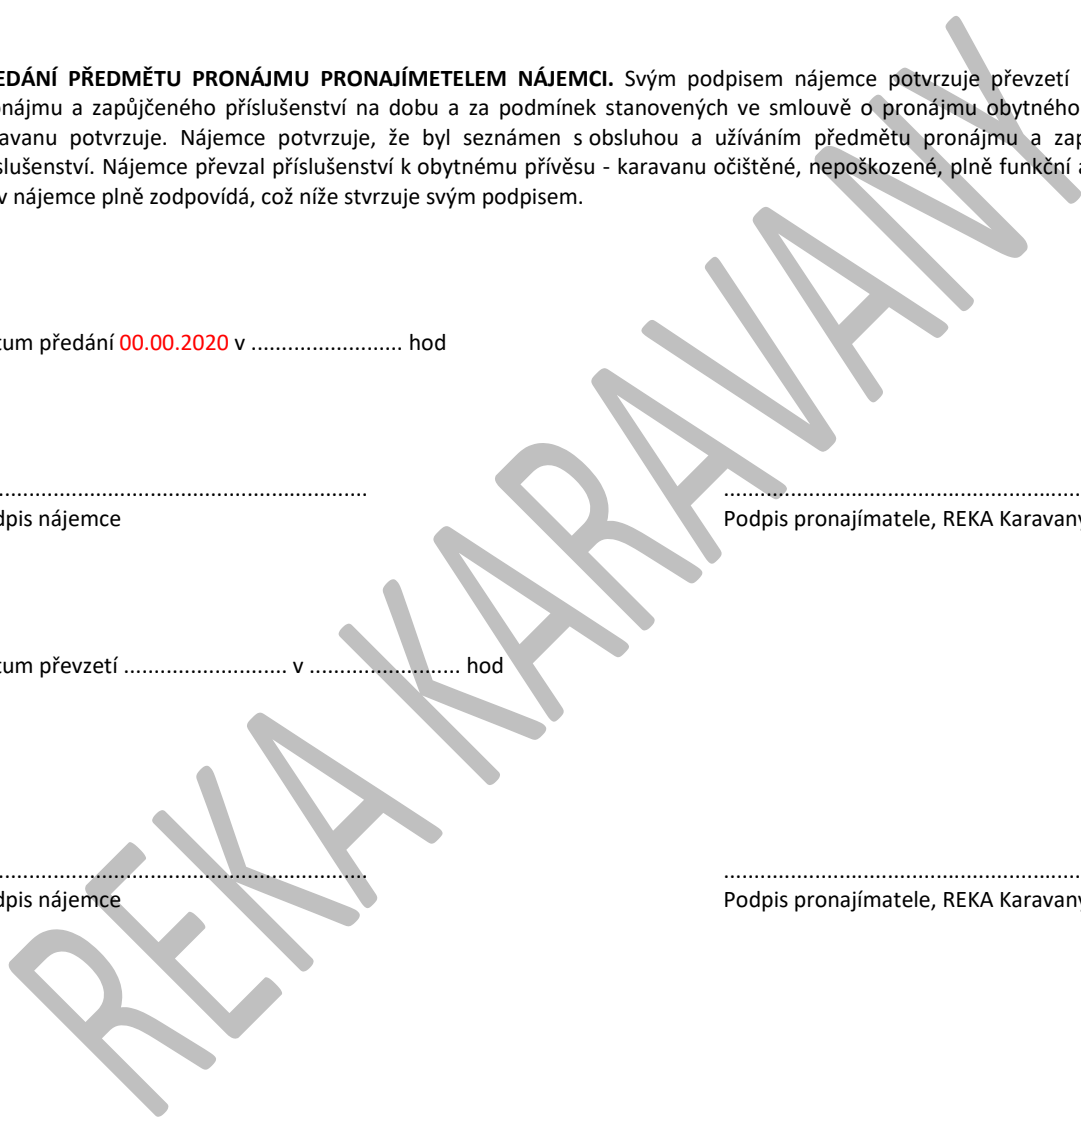 EDÁNÍ PŘEDMĚTU PRONÁJMU PRONAJÍMETELEM NÁJEMCI. Svým podpisem nájemce potvrzuje převzetí
onájmu a zapůjčeného příslušenství na dobu a za podmínek stanovených ve smlouvě o pronájmu obytného
avanu potvrzuje. Nájemce potvrzuje, že byl seznámen s obsluhou a užíváním předmětu pronájmu a zap
slušenství. Nájemce převzal příslušenství k obytnému přívěsu - karavanu očištěné, nepoškozené, plně funkční a
v nájemce plně zodpovídá, což níže stvrzuje svým podpisem.
tum předání 00.00.2020 v ......................... hod
dpis nájemce
Podpis pronajímatele, REKA Karavany
tum převzetí ........................... v ......................... hod
dpis nájemce
Podpis pronajímatele, REKA Karavany
REKA KARAVANY